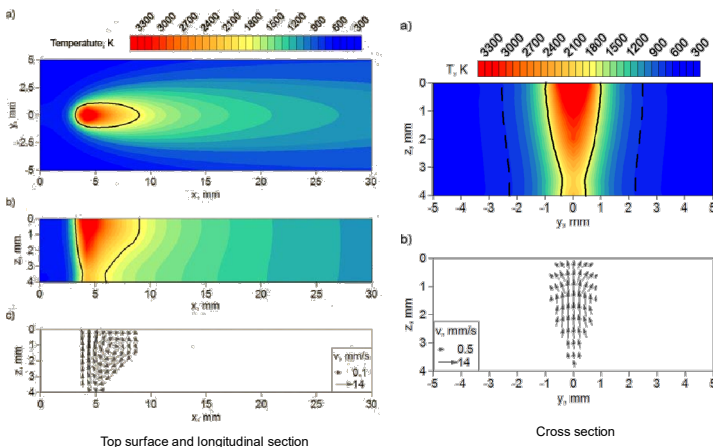 a)
Temperature, K
3300 3000 2700 2400 2100 1800 1500 1200 900 600 300
5
y, mm
0
-5
0 5 10 15 20 25 30
x, mm
b)
z, mm
0
1
2
3
4
0 5 10 15 20 25 30
x, mm
c)
z, mm
0
1
2
3
4
v, mm/s
0.1
14
0 5 10 15 20 25 30
x, mm
Top surface and longitudinal section
a)
T, K
3300 3000 2700 2400 2100 1800 1500 1200 900 600 300
z, mm
0
1
2
3
4
-5 -4 -3 -2 -1 0 1 2 3 4 5
y, mm
b)
z, mm
0
1
2
3
4
v, mm/s
0.5
14
-5 -4 -3 -2 -1 0 1 2 3 4 5
y, mm
Cross section